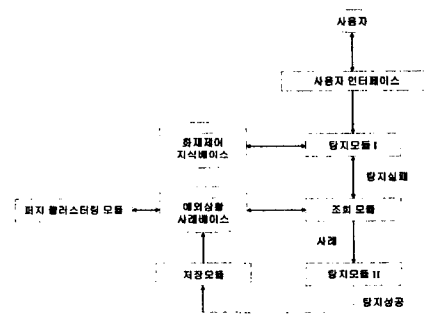 사용자
사용자 인터페이스
화재제어
지식베이스
탐지모듈 I
탐지실패
퍼지 클러스터링 모듈
예외상황
사례베이스
조회 모듈
사례
저장모듈
탐지모듈 II
탐지성공